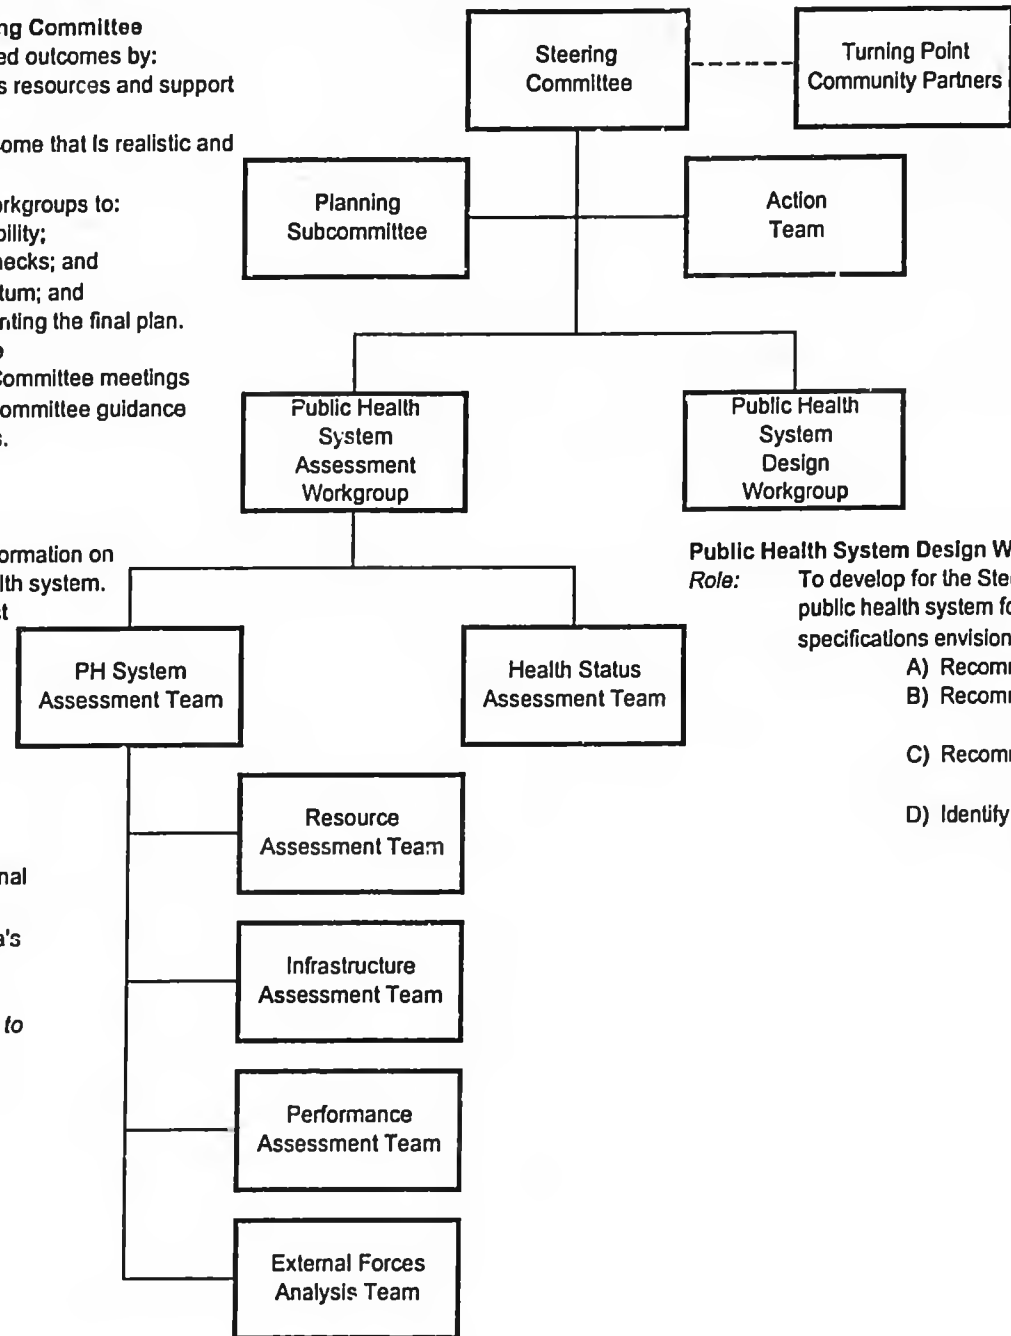 ng Committee
ed outcomes by:
s resources and support
ome that is realistic and
rkgroups to:
bility;
hecks; and
tum; and
nting the final plan.
e
Committee meetings
ommittee guidance
s.
Steering
Committee
Turning Point
Community Partners
Planning
Subcommittee
Action
Team
Public Health
System
Assessment
Workgroup
Public Health
System
Design
Workgroup
ormation on
lth system.
st
PH System
Assessment Team
Health Status
Assessment Team
Public Health System Design W
Role: To develop for the Stee
public health system fo
specifications envision
A) Recomm
B) Recomm
C) Recomm
D) Identify
Resource
Assessment Team
nal
a's
Infrastructure
Assessment Team
to
Performance
Assessment Team
External Forces
Analysis Team